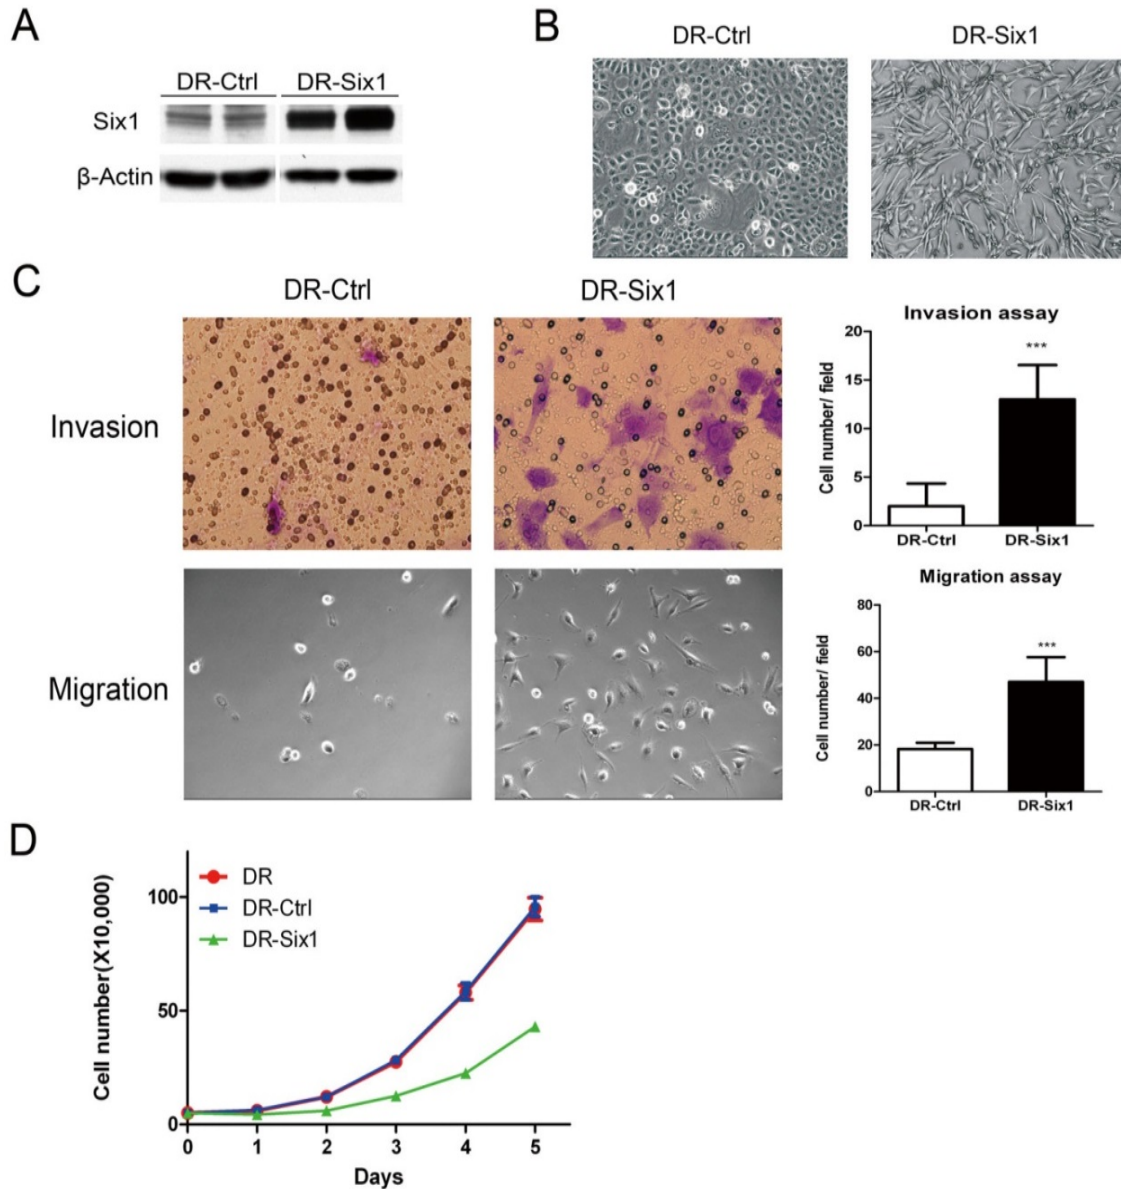 A
DR-Ctrl DR-Six1
Six1
β-Actin
B
DR-Ctrl DR-Six1
C
DR-Ctrl DR-Six1
Invasion
Migration
Invasion assay
Cell number/ field
20
15
10
5
0
***
DR-Ctrl DR-Six1
Migration assay
Cell number/ field
80
60
40
20
0
***
DR-Ctrl DR-Six1
D
DR
DR-Ctrl
DR-Six1
Cell number(X10,000)
100
50
0
0 1 2 3 4 5
Days